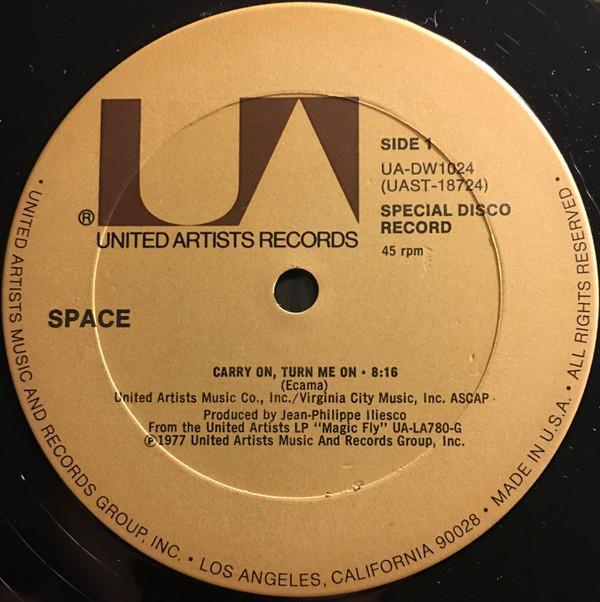 UA
SIDE 1
UA-DW1024
(UAST-18724)
®
UNITED ARTISTS RECORDS
SPECIAL DISCO
RECORD
45 rpm
SPACE
CARRY ON, TURN ME ON • 8:16
(Ecama)
United Artists Music Co., Inc./Virginia City Music, Inc. ASCAP
Produced by Jean-Philippe Iliesco
From the United Artists LP "Magic Fly" UA-LA780-G
℗1977 United Artists Music And Records Group, Inc.
• UNITED ARTISTS MUSIC AND RECORDS GROUP, INC. • LOS ANGELES, CALIFORNIA 90028 • MADE IN U.S.A. • ALL RIGHTS RESERVED •